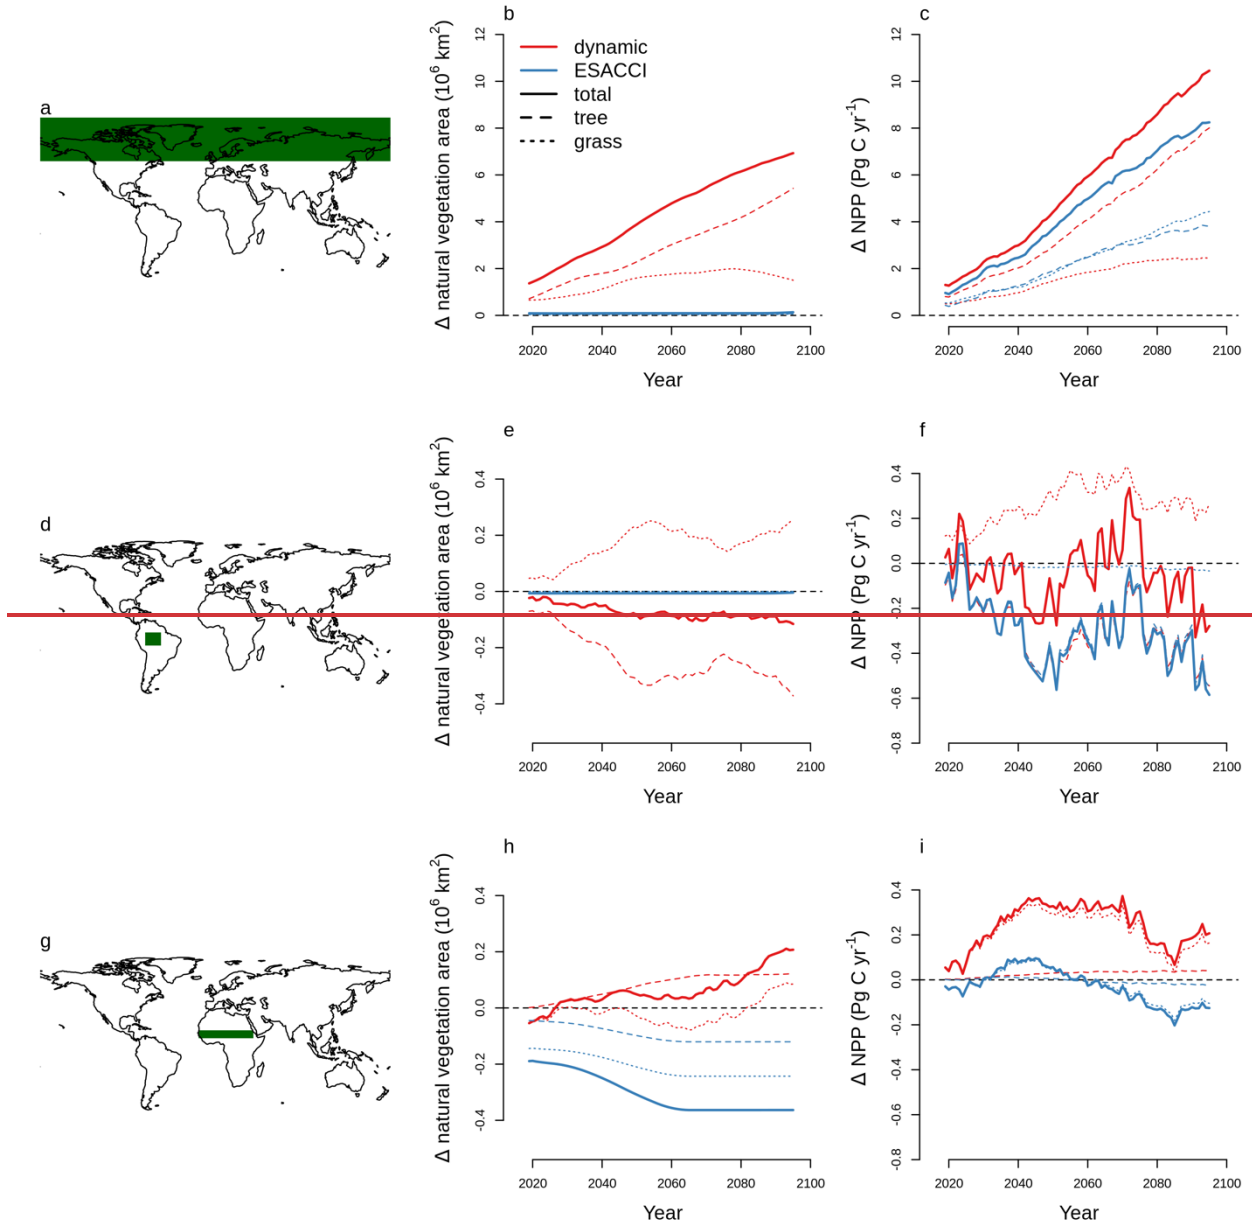 a
b
Δ natural vegetation area (10⁶ km²)
0 2 4 6 8 10 12
dynamic
ESACCI
total
tree
grass
2020 2040 2060 2080 2100
Year
c
Δ NPP (Pg C yr⁻¹)
0 2 4 6 8 10 12
2020 2040 2060 2080 2100
Year
d
e
Δ natural vegetation area (10⁶ km²)
-0.4 -0.2 0.0 0.2 0.4
2020 2040 2060 2080 2100
Year
f
Δ NPP (Pg C yr⁻¹)
-0.8 -0.6 -0.4 -0.2 0.0 0.2 0.4
2020 2040 2060 2080 2100
Year
g
h
Δ natural vegetation area (10⁶ km²)
-0.4 -0.2 0.0 0.2 0.4
2020 2040 2060 2080 2100
Year
i
Δ NPP (Pg C yr⁻¹)
-0.8 -0.6 -0.4 -0.2 0.0 0.2 0.4
2020 2040 2060 2080 2100
Year